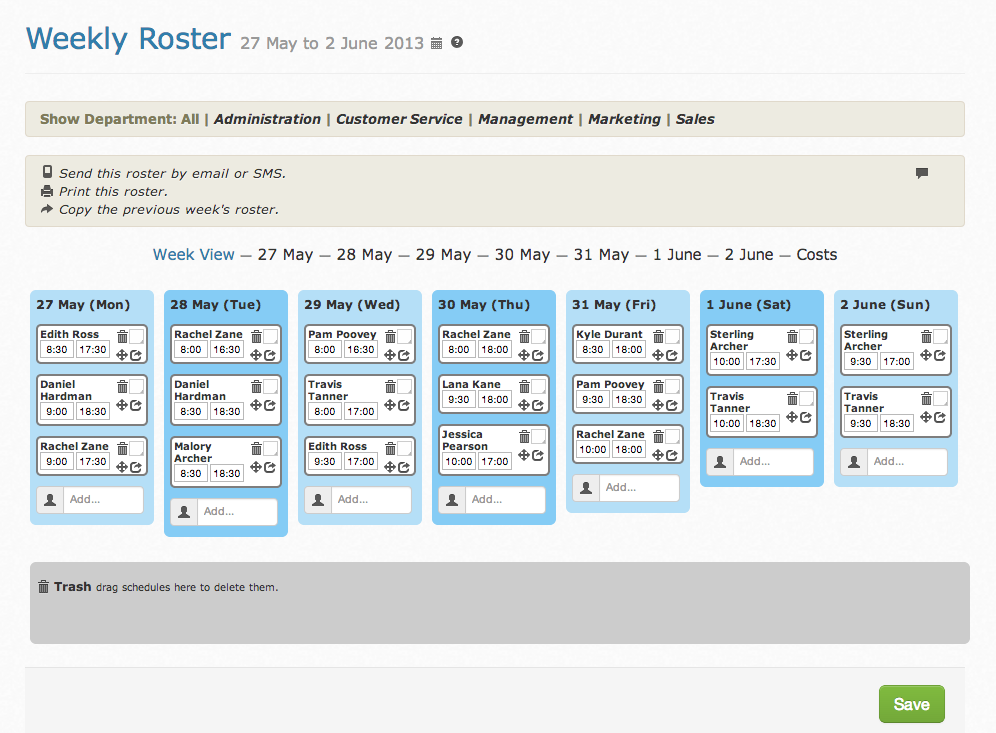 Weekly Roster 27 May to 2 June 2013
Show Department: All | Administration | Customer Service | Management | Marketing | Sales
Send this roster by email or SMS.
Print this roster.
Copy the previous week's roster.
Week View — 27 May — 28 May — 29 May — 30 May — 31 May — 1 June — 2 June — Costs
27 May (Mon)
Edith Ross
8:30 17:30
Daniel
Hardman
9:00 18:30
Rachel Zane
9:00 17:30
Add...
28 May (Tue)
Rachel Zane
8:00 16:30
Daniel
Hardman
8:30 18:30
Malory
Archer
8:30 18:30
Add...
29 May (Wed)
Pam Poovey
8:00 16:30
Travis
Tanner
8:00 17:00
Edith Ross
9:30 17:00
Add...
30 May (Thu)
Rachel Zane
8:00 18:00
Lana Kane
9:30 18:00
Jessica
Pearson
10:00 17:00
Add...
31 May (Fri)
Kyle Durant
8:30 18:00
Pam Poovey
9:30 18:30
Rachel Zane
10:00 18:00
Add...
1 June (Sat)
Sterling
Archer
10:00 17:30
Travis
Tanner
10:00 18:30
Add...
2 June (Sun)
Sterling
Archer
9:30 17:00
Travis
Tanner
9:30 18:30
Add...
Trash drag schedules here to delete them.
Save